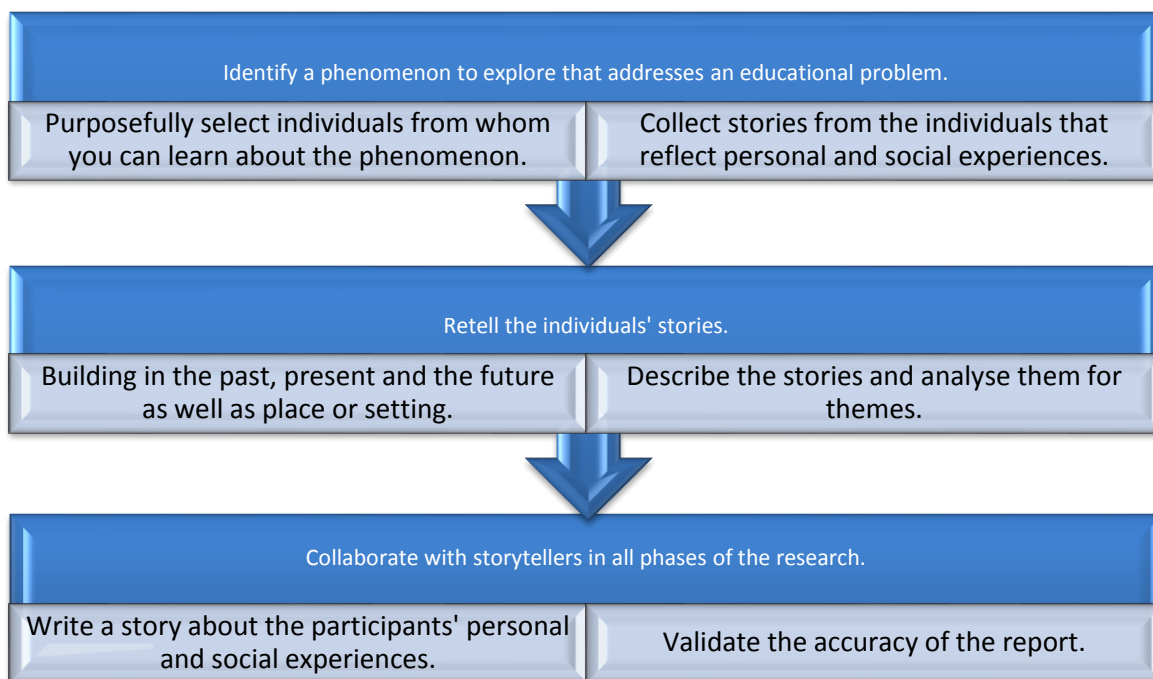 Identify a phenomenon to explore that addresses an educational problem.
Purposefully select individuals from whom
you can learn about the phenomenon.
Collect stories from the individuals that
reflect personal and social experiences.
Retell the individuals' stories.
Building in the past, present and the future
as well as place or setting.
Describe the stories and analyse them for
themes.
Collaborate with storytellers in all phases of the research.
Write a story about the participants' personal
and social experiences.
Validate the accuracy of the report.